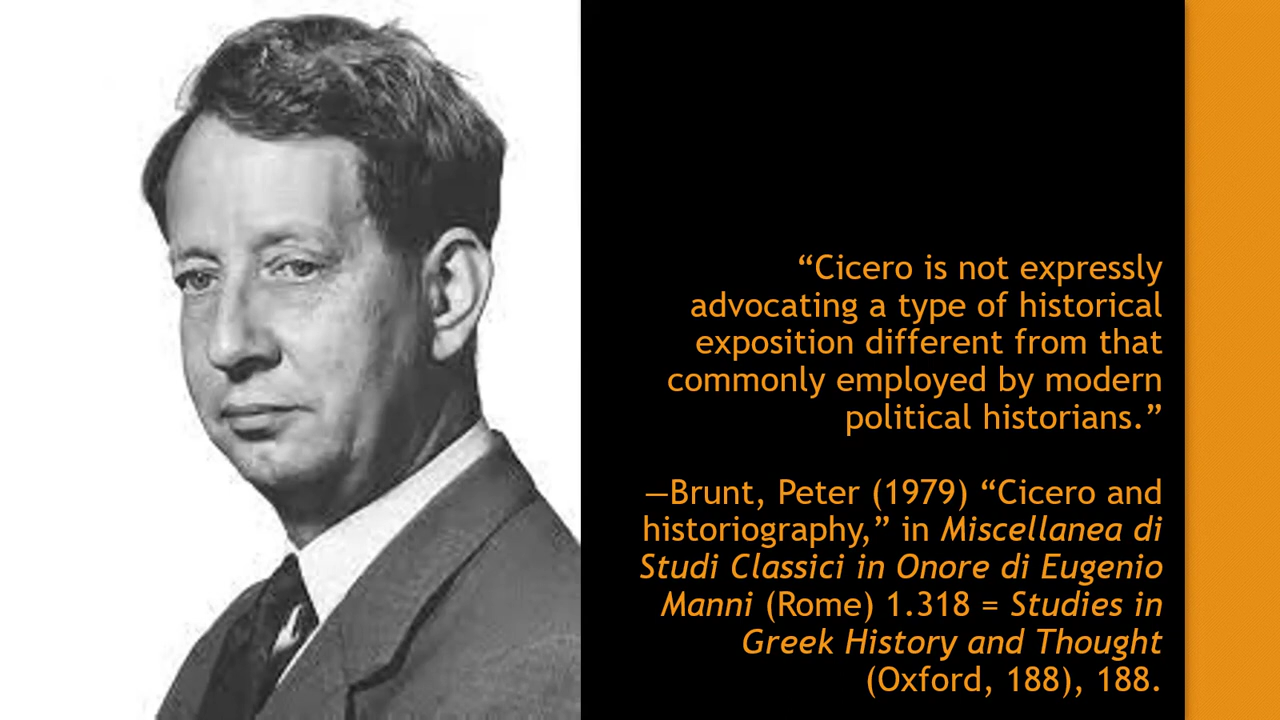 “Cicero is not expressly
advocating a type of historical
exposition different from that
commonly employed by modern
political historians.”
—Brunt, Peter (1979) “Cicero and
historiography,” in Miscellanea di
Studi Classici in Onore di Eugenio
Manni (Rome) 1.318 = Studies in
Greek History and Thought
(Oxford, 188), 188.